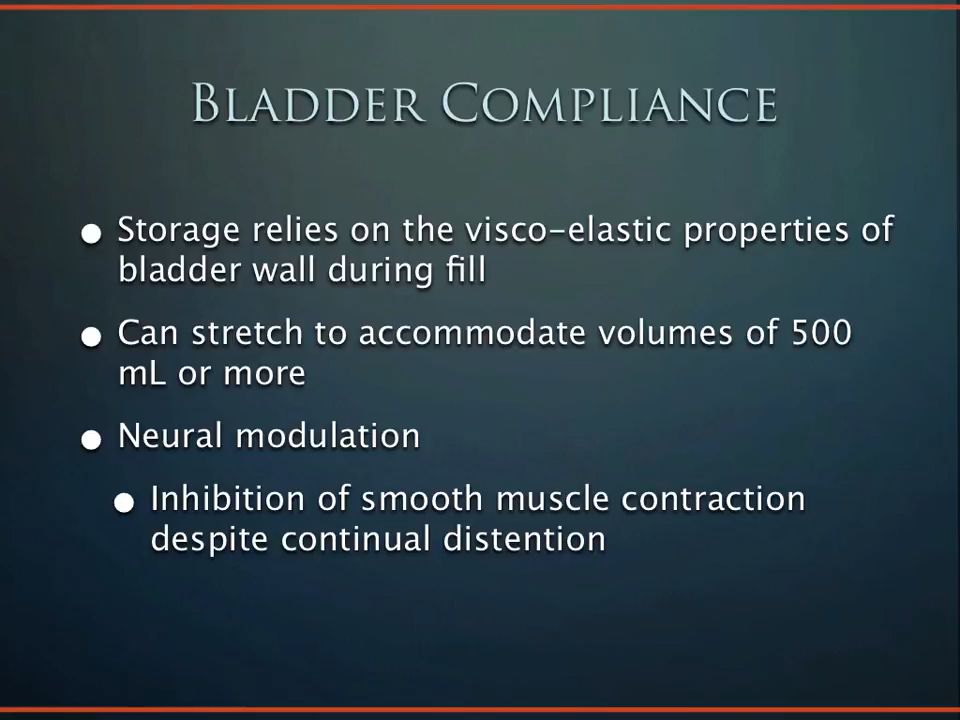 Bladder Compliance
• Storage relies on the visco-elastic properties of
bladder wall during fill
• Can stretch to accommodate volumes of 500
mL or more
• Neural modulation
• Inhibition of smooth muscle contraction
despite continual distention